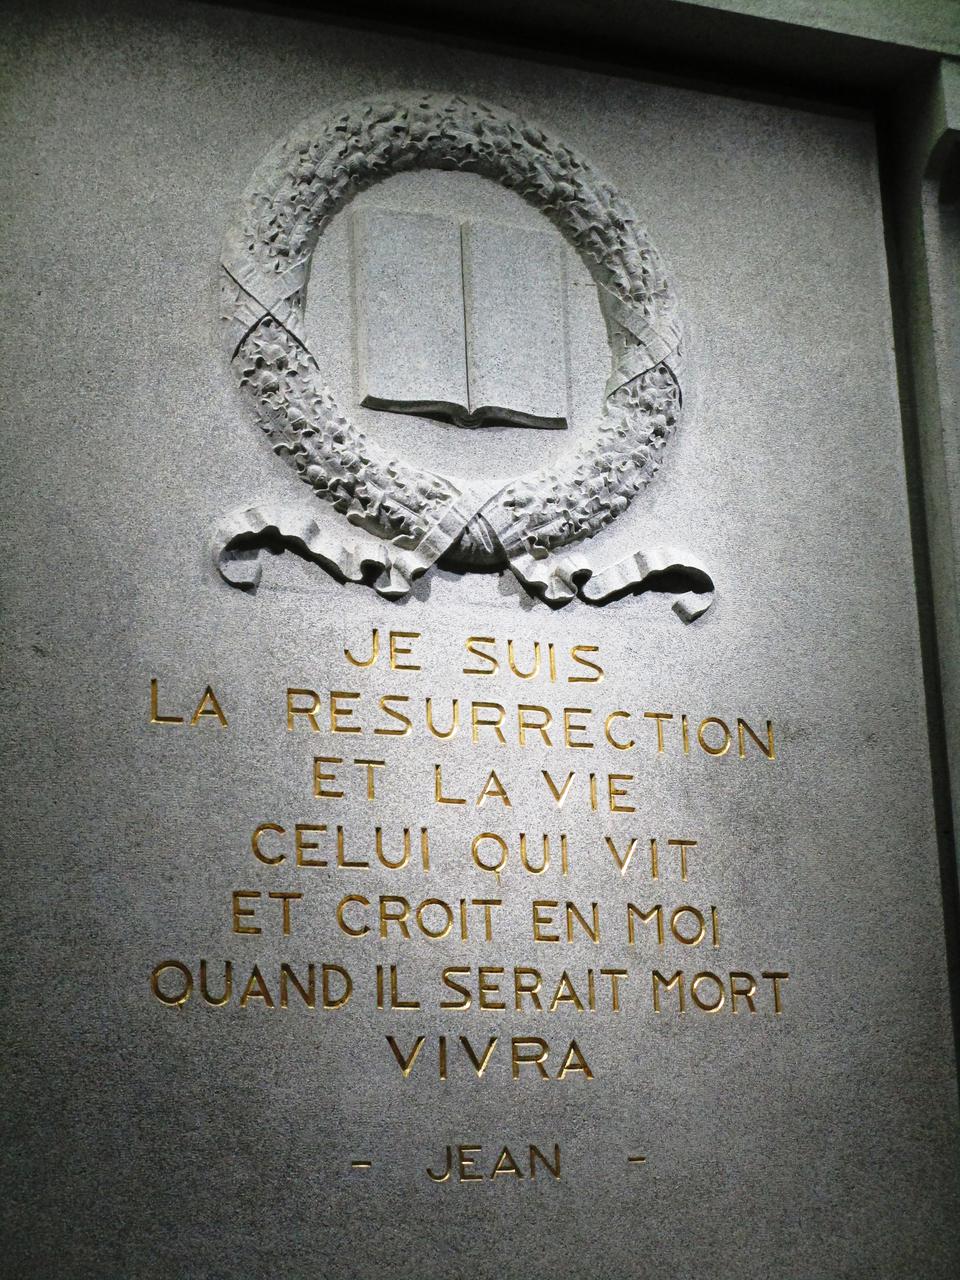 JE SUIS
LA RESURRECTION
ET LA VIE
CELUI QUI VIT
ET CROIT EN MOI
QUAND IL SERAIT MORT
VIVRA
- JEAN -